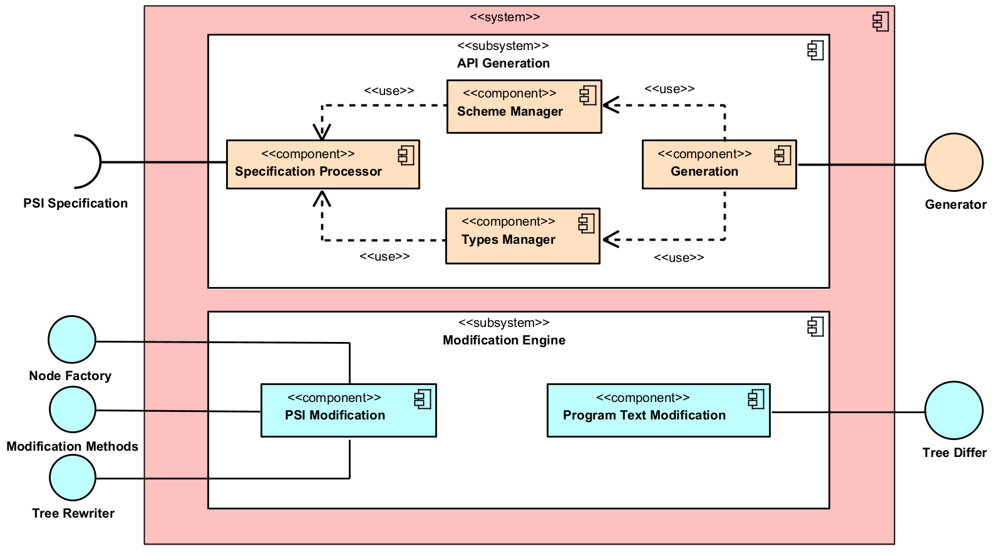 <<system>>
<<subsystem>>
API Generation
<<use>>
<<component>>
Scheme Manager
<<use>>
<<component>>
Specification Processor
<<component>>
Generation
PSI Specification
Generator
<<component>>
Types Manager
<<use>>
<<use>>
<<subsystem>>
Modification Engine
Node Factory
<<component>>
PSI Modification
<<component>>
Program Text Modification
Modification Methods
Tree Differ
Tree Rewriter